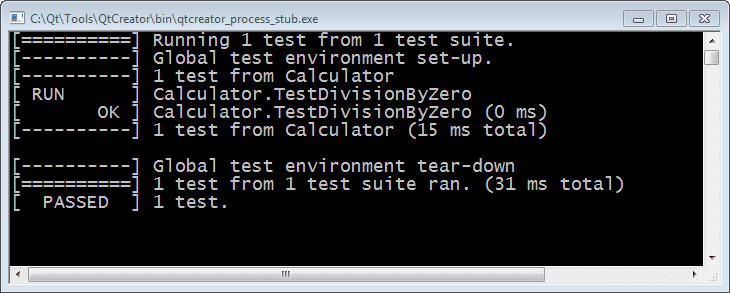 C:\Qt\Tools\QtCreator\bin\qtcreator_process_stub.exe
[==========] Running 1 test from 1 test suite.
[----------] Global test environment set-up.
[----------] 1 test from Calculator
[ RUN      ] Calculator.TestDivisionByZero
[       OK ] Calculator.TestDivisionByZero (0 ms)
[----------] 1 test from Calculator (15 ms total)
[----------] Global test environment tear-down
[==========] 1 test from 1 test suite ran. (31 ms total)
[  PASSED  ] 1 test.